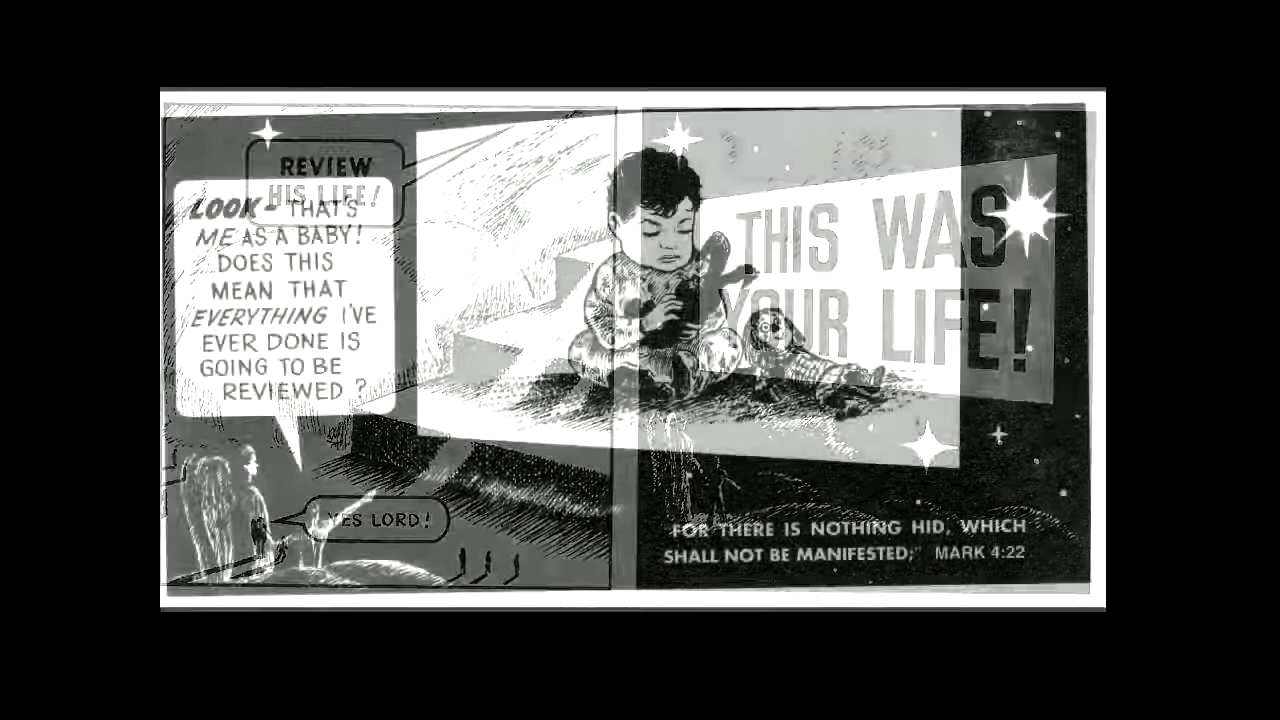 REVIEW
HIS LIFE!
LOOK- THAT'S
ME AS A BABY!
DOES THIS
MEAN THAT
EVERYTHING I'VE
EVER DONE IS
GOING TO BE
REVIEWED?
YES LORD!
THIS WAS
YOUR LIFE!
FOR THERE IS NOTHING HID, WHICH
SHALL NOT BE MANIFESTED;" MARK 4:22